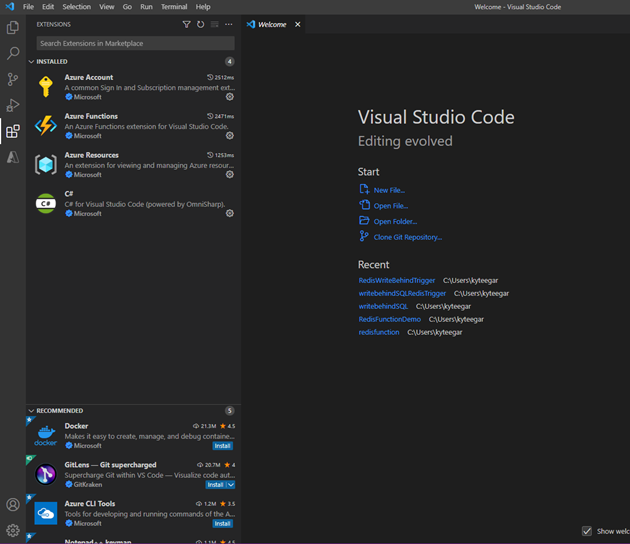 File Edit Selection View Go Run Terminal Help
Welcome - Visual Studio Code
EXTENSIONS
Search Extensions in Marketplace
INSTALLED 4
Azure Account 2512ms
A common Sign In and Subscription management ext...
Microsoft
Azure Functions 2471ms
An Azure Functions extension for Visual Studio Code.
Microsoft
Azure Resources 1253ms
An extension for viewing and managing Azure resour...
Microsoft
C#
C# for Visual Studio Code (powered by OmniSharp).
C#
Microsoft
RECOMMENDED 5
Docker 21.3M 4.5
Makes it easy to create, manage, and debug containe...
docker
Microsoft Install
GitLens — Git supercharged 20.7M 4
Supercharge Git within VS Code — Visualize code aut...
GitKraken Install
Azure CLI Tools 1.2M 3.5
Tools for developing and running commands of the A...
Microsoft Install
Notepad++ keymap 1.1M 4.5
Welcome
Visual Studio Code
Editing evolved
Start
New File...
Open File...
Open Folder...
Clone Git Repository...
Recent
RedisWriteBehindTrigger C:\Users\kyteegar
writebehindSQLRedisTrigger C:\Users\kyteegar
writebehindSQL C:\Users\kyteegar
RedisFunctionDemo C:\Users\kyteegar
redisfunction C:\Users\kyteegar
Show welc